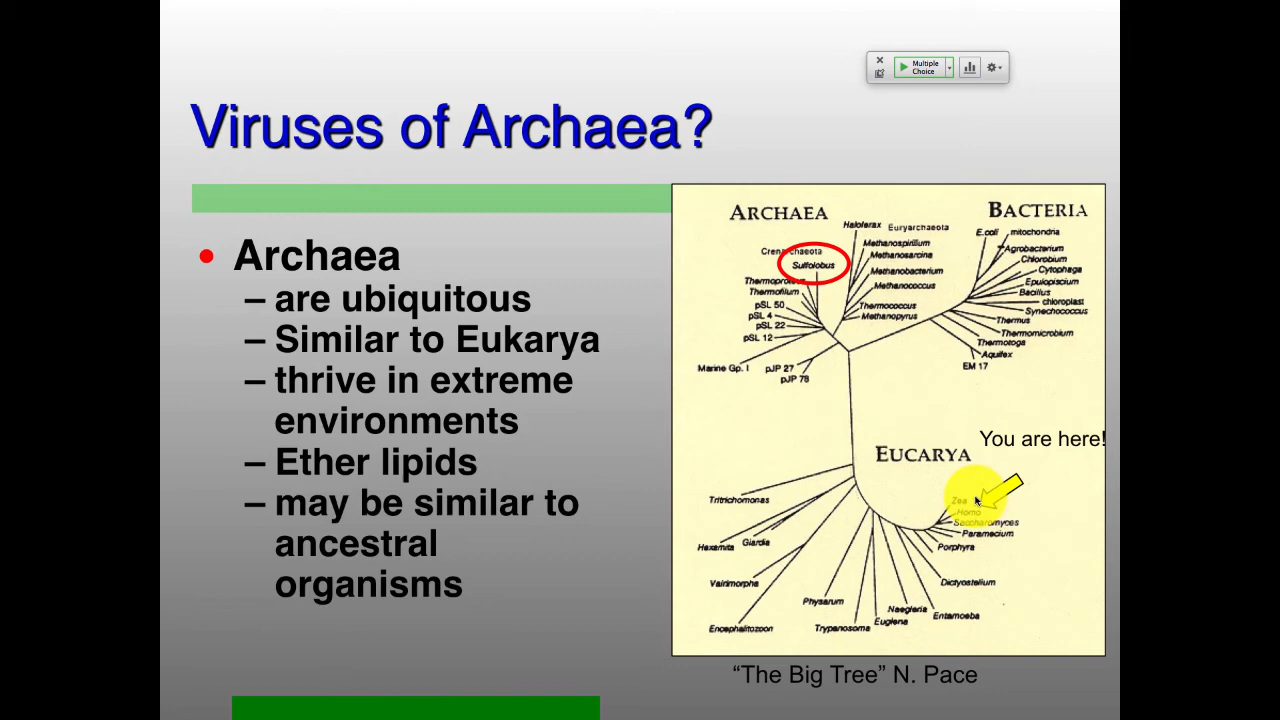 Multiple
Choice
Viruses of Archaea?
• Archaea
– are ubiquitous
– Similar to Eukarya
– thrive in extreme
environments
– Ether lipids
– may be similar to
ancestral
organisms
ARCHAEA
Crenarchaeota
Sulfolobus
Thermofilum
pSL 50
pSL 4
pSL 22
pSL 12
Marine Gp. I
pJP 27
pJP 78
Haloferax
Euryarchaeota
Methanospirillum
Methanosarcina
Methanobacterium
Methanococcus
Thermococcus
Methanopyrus
BACTERIA
E.coli
mitochondria
Agrobacterium
Chlorobium
Cytophaga
Epulopiscium
Bacillus
chloroplast
Synechococcus
Thermus
Thermomicrobium
Thermotoga
Aquifex
EM 17
You are here!
EUCARYA
Zea
Homo
Saccharomyces
Paramecium
Porphyra
Dictyostelium
Entamoeba
Naegleria
Euglena
Trypanosoma
Physarum
Encephalitozoon
Vairimorpha
Hexamita
Giardia
Tritrichomonas
“The Big Tree” N. Pace